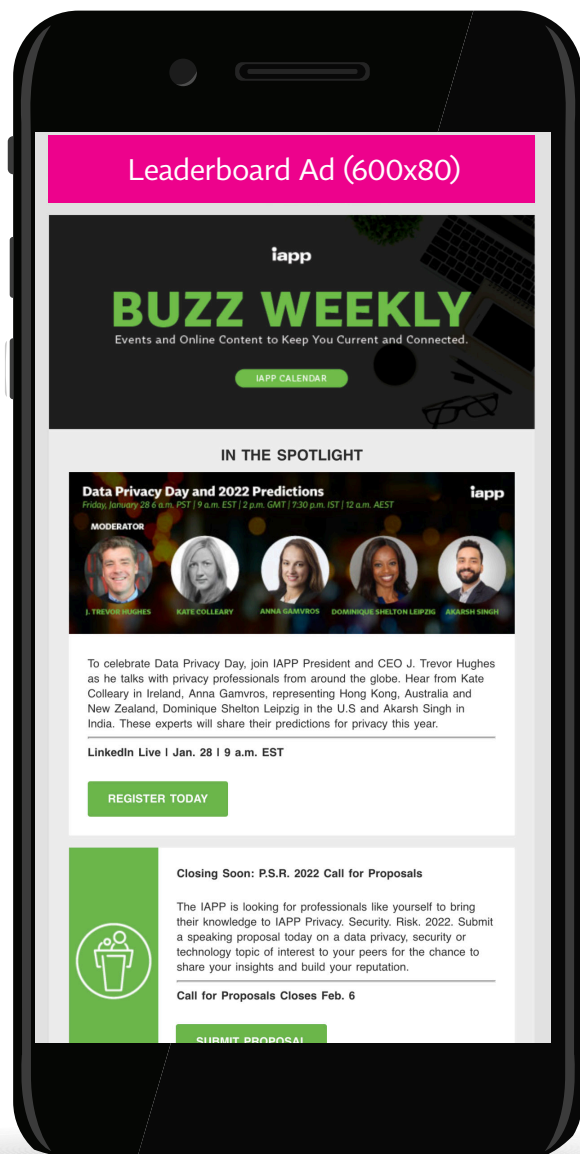 Leaderboard Ad (600x80)
iapp
BUZZ WEEKLY
Events and Online Content to Keep You Current and Connected.
IAPP CALENDAR
IN THE SPOTLIGHT
Data Privacy Day and 2022 Predictions
iapp
Friday, January 28 6 a.m. PST | 9 a.m. EST | 2 p.m. GMT | 7:30 p.m. IST | 12 a.m. AEST
MODERATOR
J. TREVOR HUGHES KATE COLLEARY ANNA GAMVROS DOMINIQUE SHELTON LEIPZIG AKARSH SINGH
To celebrate Data Privacy Day, join IAPP President and CEO J. Trevor Hughes
as he talks with privacy professionals from around the globe. Hear from Kate
Colleary in Ireland, Anna Gamvros, representing Hong Kong, Australia and
New Zealand, Dominique Shelton Leipzig in the U.S and Akarsh Singh in
India. These experts will share their predictions for privacy this year.
LinkedIn Live | Jan. 28 | 9 a.m. EST
REGISTER TODAY
Closing Soon: P.S.R. 2022 Call for Proposals
The IAPP is looking for professionals like yourself to bring
their knowledge to IAPP Privacy. Security. Risk. 2022. Submit
a speaking proposal today on a data privacy, security or
technology topic of interest to your peers for the chance to
share your insights and build your reputation.
Call for Proposals Closes Feb. 6
SUBMIT PROPOSAL